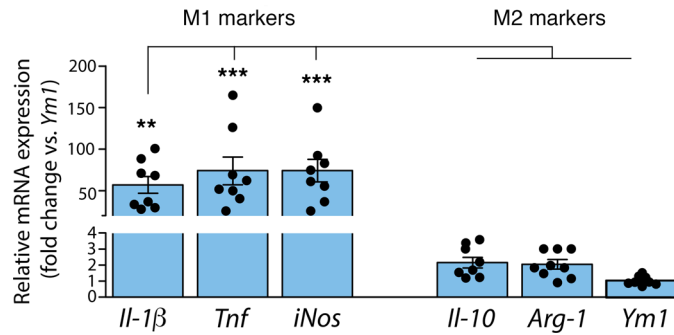 M1 markers M2 markers
Relative mRNA expression
(fold change vs. Ym1)
200
150
100
50
4
3
2
1
0
** *** ***
Il-1β Tnf iNos Il-10 Arg-1 Ym1